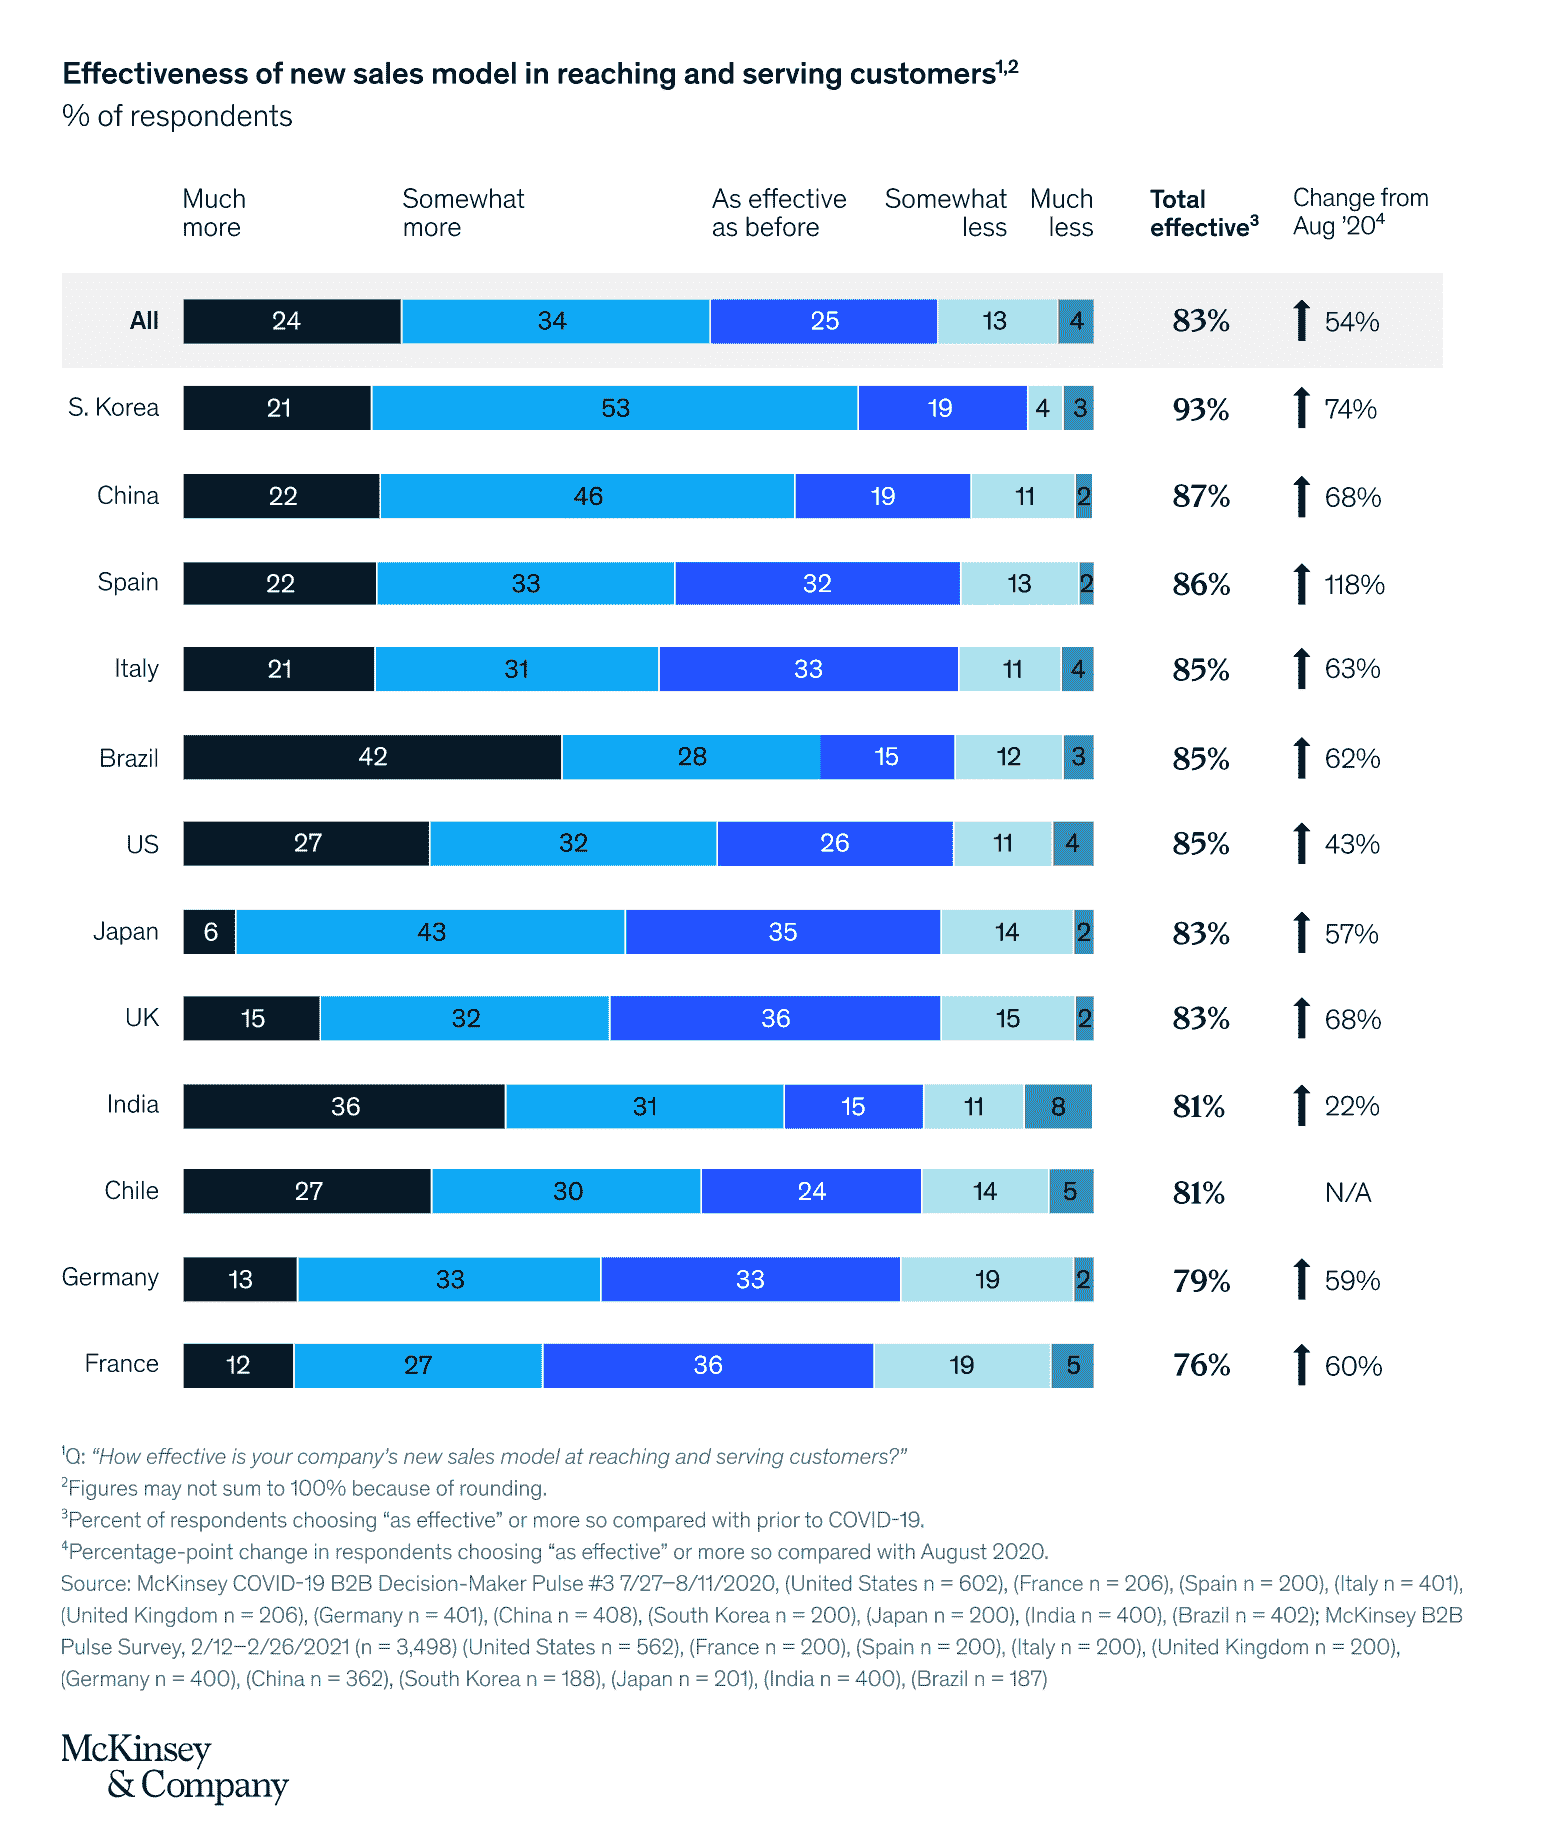 Effectiveness of new sales model in reaching and serving customers¹,²
% of respondents
Much more Somewhat more As effective as before Somewhat less Much less Total effective³ Change from Aug ’20⁴
All 24 34 25 13 4 83% 54%
S. Korea 21 53 19 4 3 93% 74%
China 22 46 19 11 2 87% 68%
Spain 22 33 32 13 2 86% 118%
Italy 21 31 33 11 4 85% 63%
Brazil 42 28 15 12 3 85% 62%
US 27 32 26 11 4 85% 43%
Japan 6 43 35 14 2 83% 57%
UK 15 32 36 15 2 83% 68%
India 36 31 15 11 8 81% 22%
Chile 27 30 24 14 5 81% N/A
Germany 13 33 33 19 2 79% 59%
France 12 27 36 19 5 76% 60%
¹Q: “How effective is your company’s new sales model at reaching and serving customers?”
²Figures may not sum to 100% because of rounding.
³Percent of respondents choosing “as effective” or more so compared with prior to COVID-19.
⁴Percentage-point change in respondents choosing “as effective” or more so compared with August 2020.
Source: McKinsey COVID-19 B2B Decision-Maker Pulse #3 7/27–8/11/2020, (United States n = 602), (France n = 206), (Spain n = 200), (Italy n = 401),
(United Kingdom n = 206), (Germany n = 401), (China n = 408), (South Korea n = 200), (Japan n = 200), (India n = 400), (Brazil n = 402); McKinsey B2B
Pulse Survey, 2/12–2/26/2021 (n = 3,498) (United States n = 562), (France n = 200), (Spain n = 200), (Italy n = 200), (United Kingdom n = 200),
(Germany n = 400), (China n = 362), (South Korea n = 188), (Japan n = 201), (India n = 400), (Brazil n = 187)
McKinsey
& Company